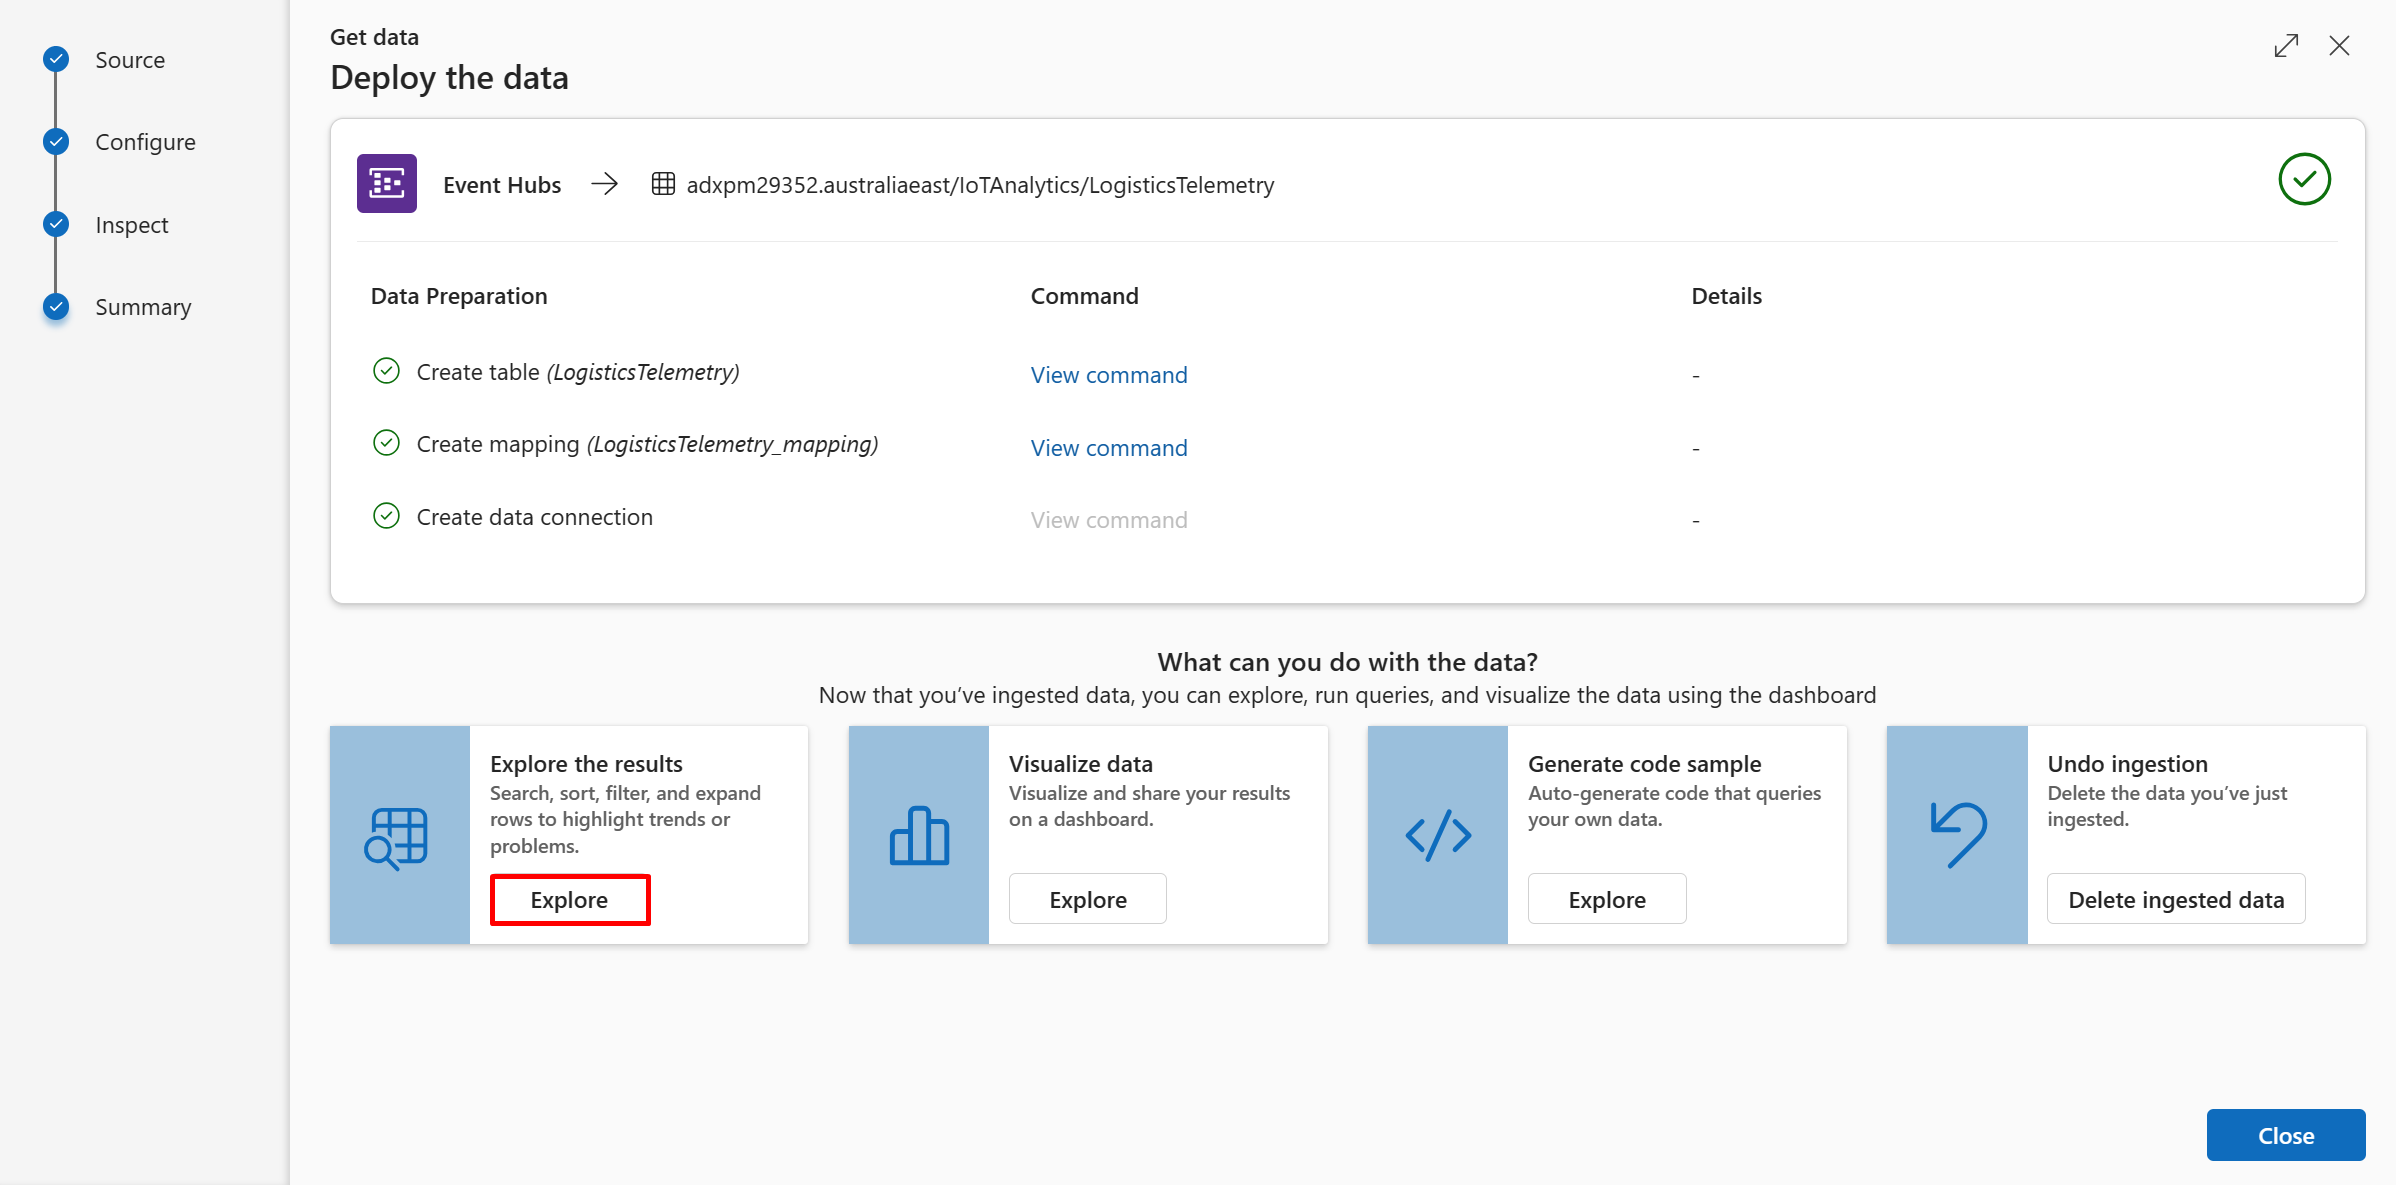 Source
Configure
Inspect
Summary
Get data
Deploy the data
Event Hubs
adxpm29352.australiaeast/IoTAnalytics/LogisticsTelemetry
Data Preparation
Command
Details
Create table (LogisticsTelemetry)
View command
-
Create mapping (LogisticsTelemetry_mapping)
View command
-
Create data connection
View command
-
What can you do with the data?
Now that you’ve ingested data, you can explore, run queries, and visualize the data using the dashboard
Explore the results
Search, sort, filter, and expand
rows to highlight trends or
problems.
Explore
Visualize data
Visualize and share your results
on a dashboard.
Explore
Generate code sample
Auto-generate code that queries
your own data.
Explore
Undo ingestion
Delete the data you’ve just
ingested.
Delete ingested data
Close